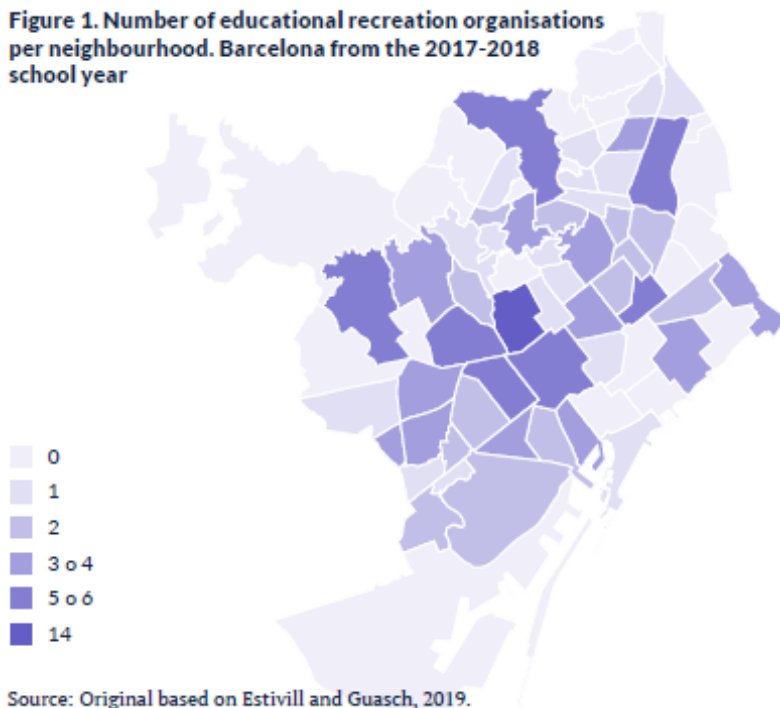 Figure 1. Number of educational recreation organisations
per neighbourhood. Barcelona from the 2017-2018
school year
0
1
2
3 o 4
5 o 6
14
Source: Original based on Estivill and Guasch, 2019.